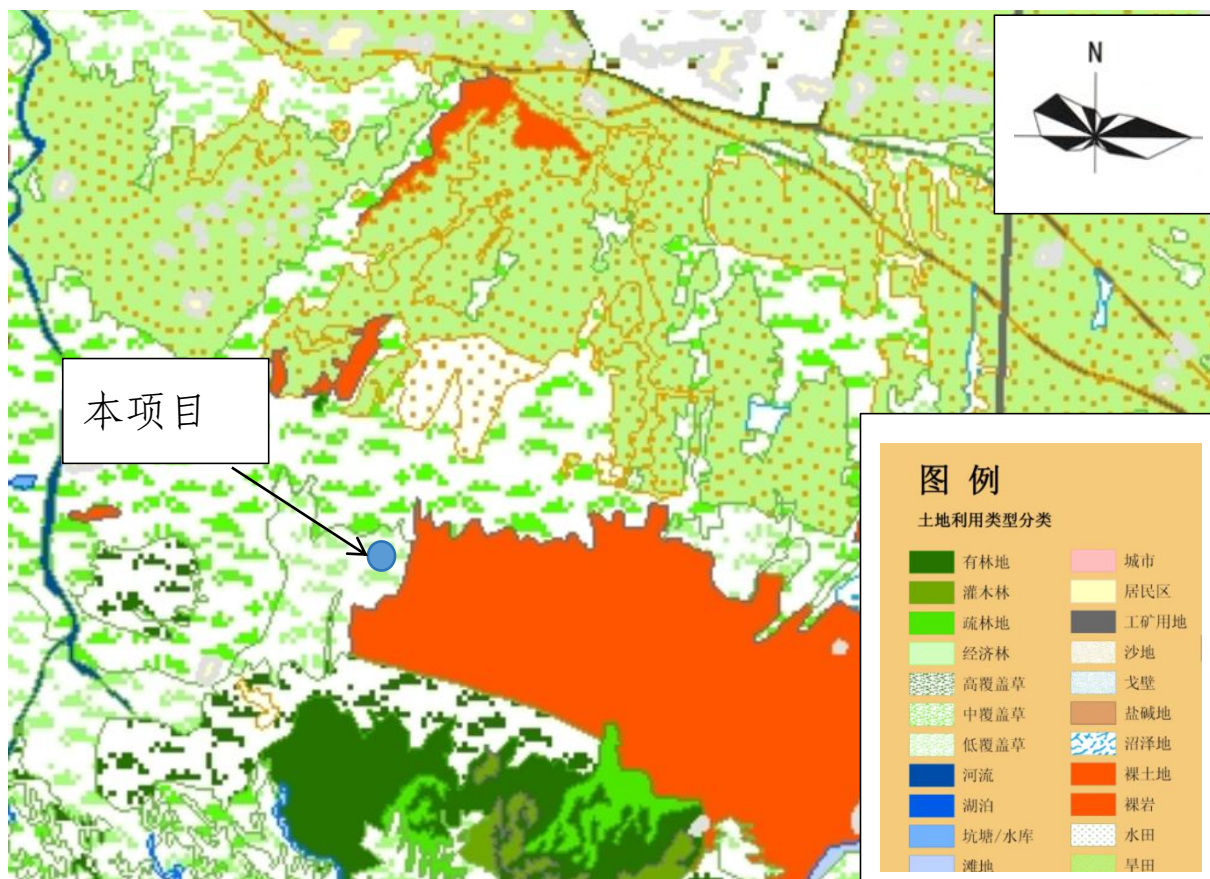 N
本项目
图 例
土地利用类型分类
有林地
灌木林
疏林地
经济林
高覆盖草
中覆盖草
低覆盖草
河流
湖泊
坑塘/水库
滩地
城市
居民区
工矿用地
沙地
戈壁
盐碱地
沼泽地
裸土地
裸岩
水田
旱田